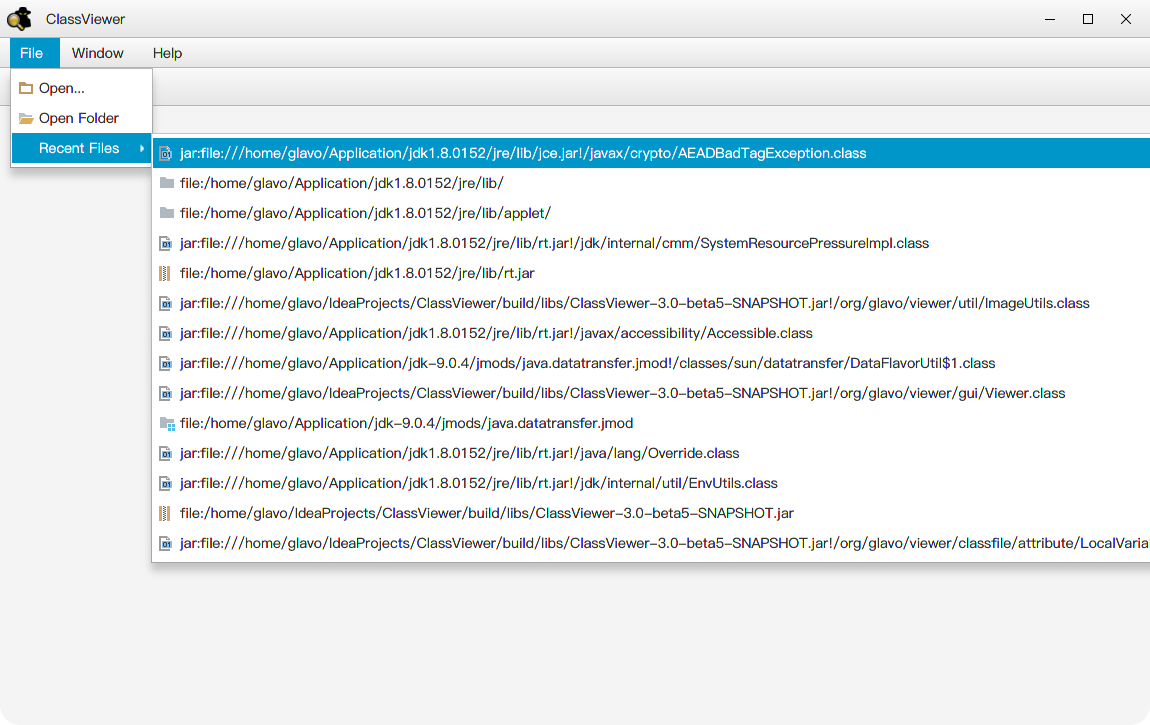 ClassViewer
File Window Help
Open...
Open Folder
Recent Files
jar:file:///home/glavo/Application/jdk1.8.0152/jre/lib/jce.jar!/javax/crypto/AEADBadTagException.class
file:/home/glavo/Application/jdk1.8.0152/jre/lib/
file:/home/glavo/Application/jdk1.8.0152/jre/lib/applet/
jar:file:///home/glavo/Application/jdk1.8.0152/jre/lib/rt.jar!/jdk/internal/cmm/SystemResourcePressureImpl.class
file:/home/glavo/Application/jdk1.8.0152/jre/lib/rt.jar
jar:file:///home/glavo/IdeaProjects/ClassViewer/build/libs/ClassViewer-3.0-beta5-SNAPSHOT.jar!/org/glavo/viewer/util/ImageUtils.class
jar:file:///home/glavo/Application/jdk1.8.0152/jre/lib/rt.jar!/javax/accessibility/Accessible.class
jar:file:///home/glavo/Application/jdk-9.0.4/jmods/java.datatransfer.jmod!/classes/sun/datatransfer/DataFlavorUtil$1.class
jar:file:///home/glavo/IdeaProjects/ClassViewer/build/libs/ClassViewer-3.0-beta5-SNAPSHOT.jar!/org/glavo/viewer/gui/Viewer.class
file:/home/glavo/Application/jdk-9.0.4/jmods/java.datatransfer.jmod
jar:file:///home/glavo/Application/jdk1.8.0152/jre/lib/rt.jar!/java/lang/Override.class
jar:file:///home/glavo/Application/jdk1.8.0152/jre/lib/rt.jar!/jdk/internal/util/EnvUtils.class
file:/home/glavo/IdeaProjects/ClassViewer/build/libs/ClassViewer-3.0-beta5-SNAPSHOT.jar
jar:file:///home/glavo/IdeaProjects/ClassViewer/build/libs/ClassViewer-3.0-beta5-SNAPSHOT.jar!/org/glavo/viewer/classfile/attribute/LocalVaria